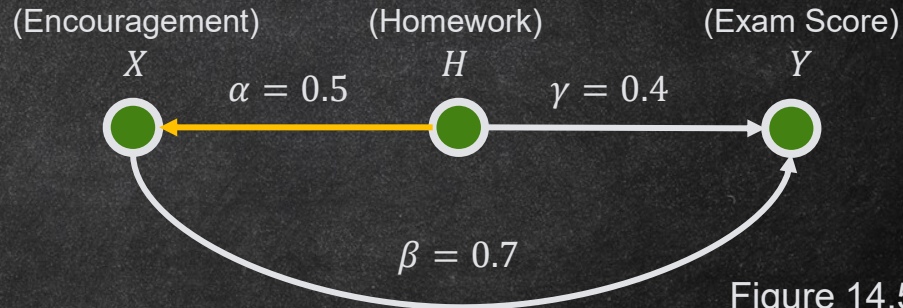 (Encouragement) (Homework) (Exam Score)
X H Y
α = 0.5 γ = 0.4
β = 0.7
Figure 14.5